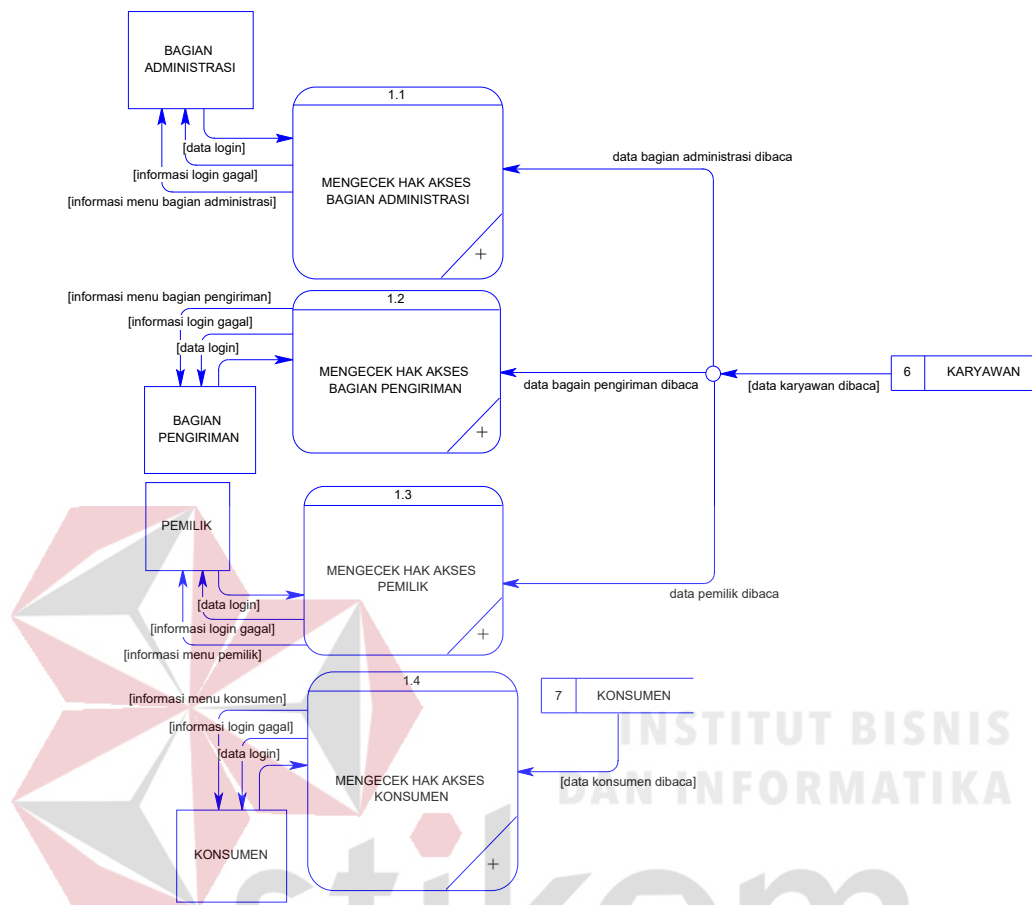 BAGIAN
ADMINISTRASI
1.1
[data login]
[informasi login gagal]
[informasi menu bagian administrasi]
MENGECEK HAK AKSES
BAGIAN ADMINISTRASI
+
data bagian administrasi dibaca
[informasi menu bagian pengiriman]
[informasi login gagal]
[data login]
1.2
MENGECEK HAK AKSES
BAGIAN PENGIRIMAN
+
data bagain pengiriman dibaca
[data karyawan dibaca]
6 KARYAWAN
BAGIAN
PENGIRIMAN
PEMILIK
1.3
MENGECEK HAK AKSES
PEMILIK
+
data pemilik dibaca
[data login]
[informasi login gagal]
[informasi menu pemilik]
1.4
[informasi menu konsumen]
[informasi login gagal]
[data login]
MENGECEK HAK AKSES
KONSUMEN
+
7 KONSUMEN
[data konsumen dibaca]
KONSUMEN
INSTITUT BISNIS
DAN INFORMATIKA
stikom